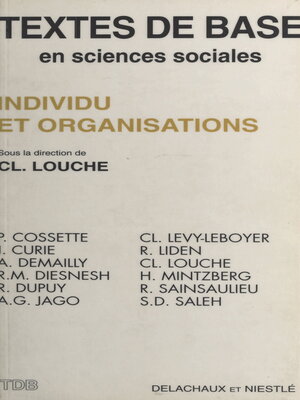 TEXTES DE BASE
en sciences sociales
INDIVIDU
ET ORGANISATIONS
Sous la direction de
CL. LOUCHE
P. COSSETTE
J. CURIE
A. DEMAILLY
R.M. DIESNESH
R. DUPUY
A.G. JAGO
CL. LEVY-LEBOYER
R. LIDEN
CL. LOUCHE
H. MINTZBERG
R. SAINSAULIEU
S.D. SALEH
TDB
DELACHAUX ET NIESTLÉ